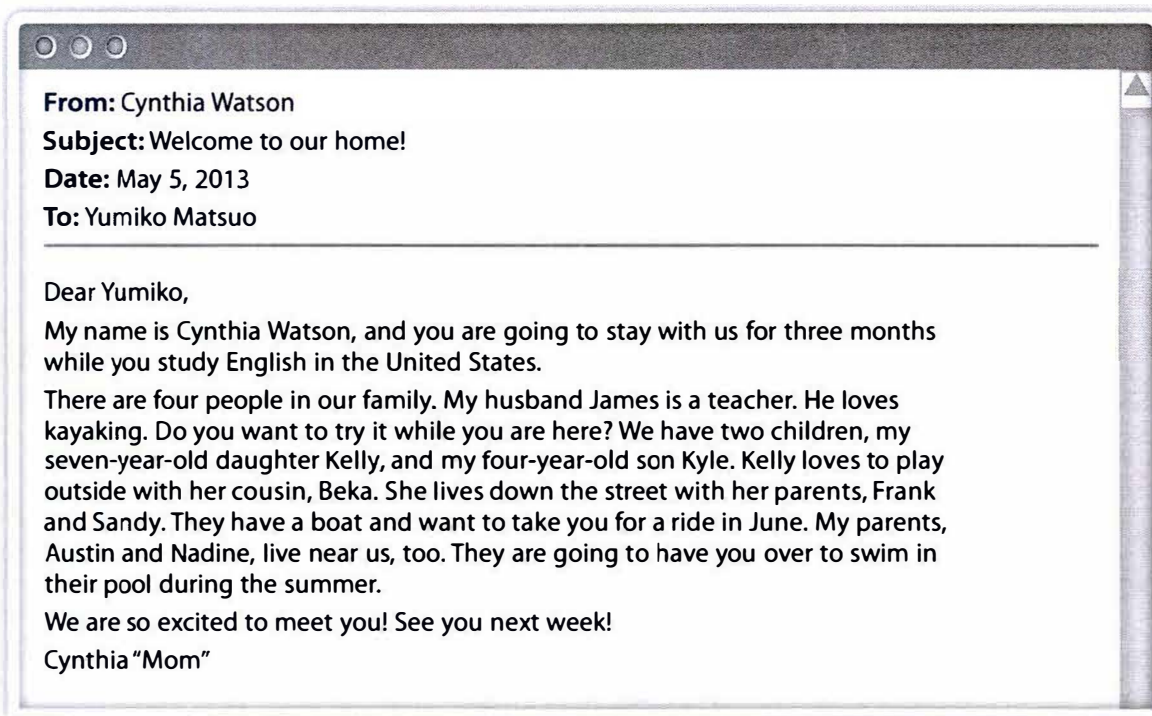 From: Cynthia Watson
Subject: Welcome to our home!
Date: May 5, 2013
To: Yumiko Matsuo
Dear Yumiko,
My name is Cynthia Watson, and you are going to stay with us for three months
while you study English in the United States.
There are four people in our family. My husband James is a teacher. He loves
kayaking. Do you want to try it while you are here? We have two children, my
seven-year-old daughter Kelly, and my four-year-old son Kyle. Kelly loves to play
outside with her cousin, Beka. She lives down the street with her parents, Frank
and Sandy. They have a boat and want to take you for a ride in June. My parents,
Austin and Nadine, live near us, too. They are going to have you over to swim in
their pool during the summer.
We are so excited to meet you! See you next week!
Cynthia "Mom"